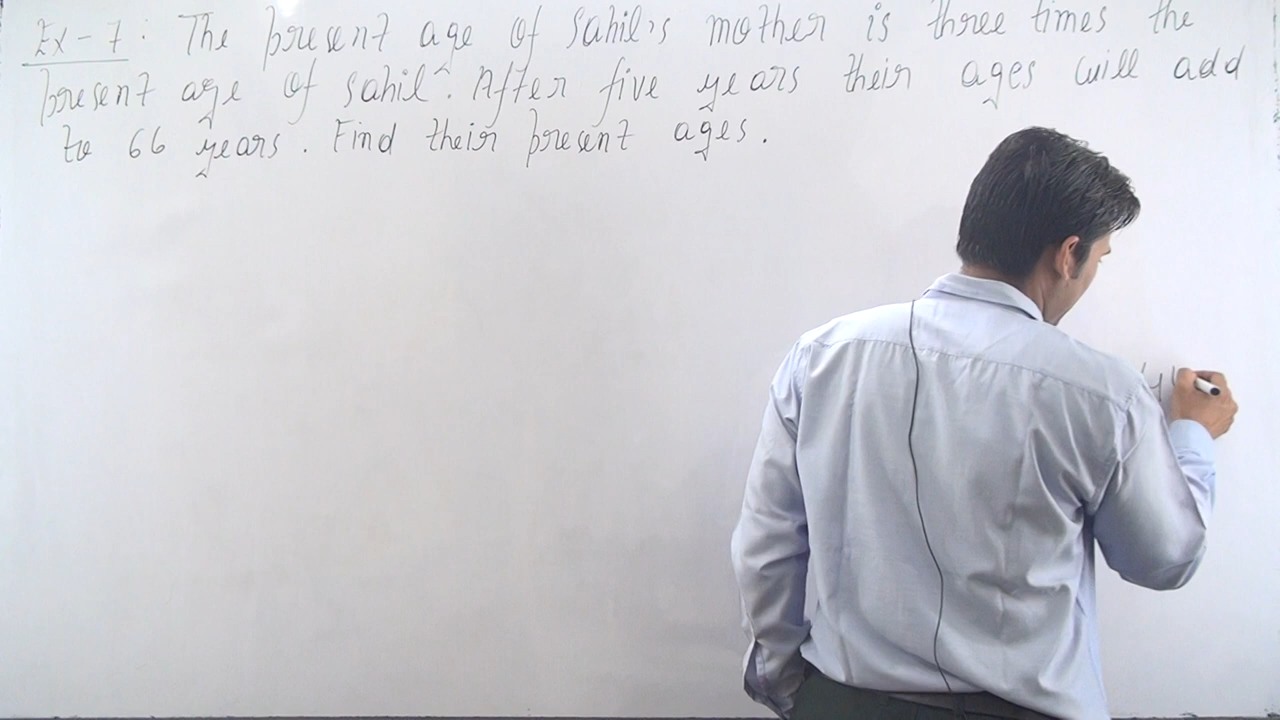 Ex - 7 : The present age of Sahil's mother is three times the
present age of Sahil. After five years their ages will add
to 66 years. Find their present ages.